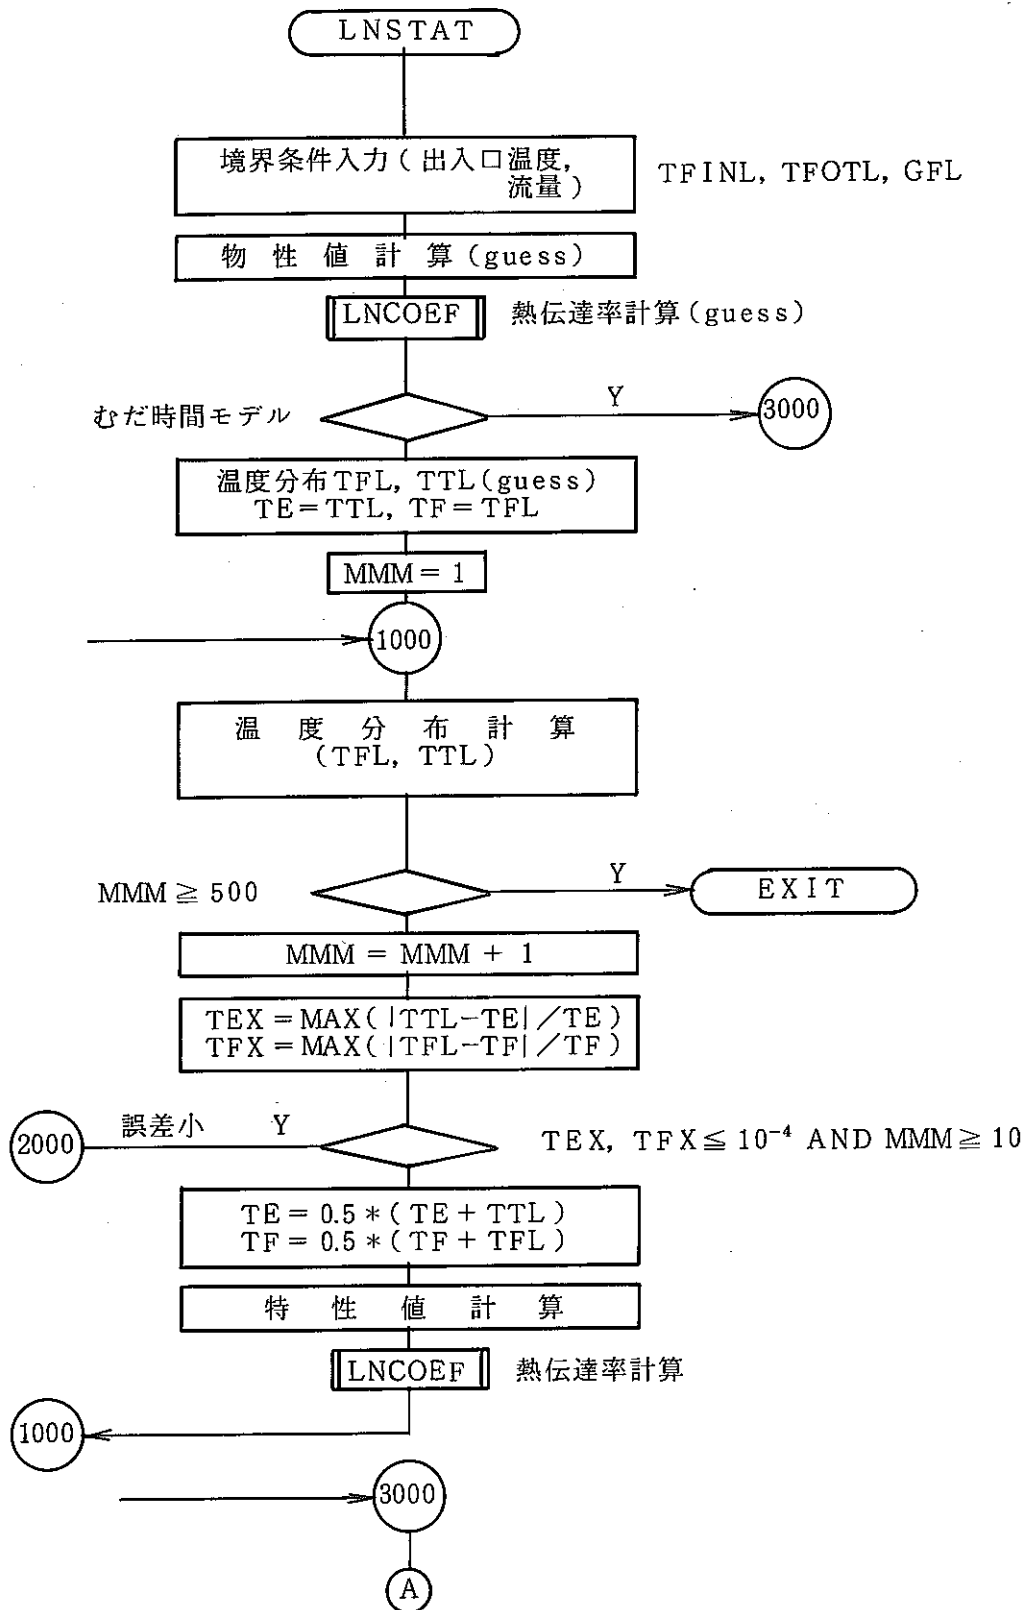 LNSTAT
境界条件入力(出入口温度,
流量)
TFINL, TFOTL, GFL
物性値計算(guess)
LNCOEF 熱伝達率計算(guess)
むだ時間モデル
Y
3000
温度分布TFL, TTL(guess)
TE=TTL, TF=TFL
MMM=1
1000
温度分布計算
(TFL, TTL)
MMM≧500
Y
EXIT
MMM=MMM+1
TEX=MAX(|TTL-TE|/TE)
TFX=MAX(|TFL-TF|/TF)
2000
誤差小 Y
TEX, TFX≦10⁻⁴ AND MMM≧10
TE=0.5*(TE+TTL)
TF=0.5*(TF+TFL)
特性値計算
LNCOEF 熱伝達率計算
1000
3000
A